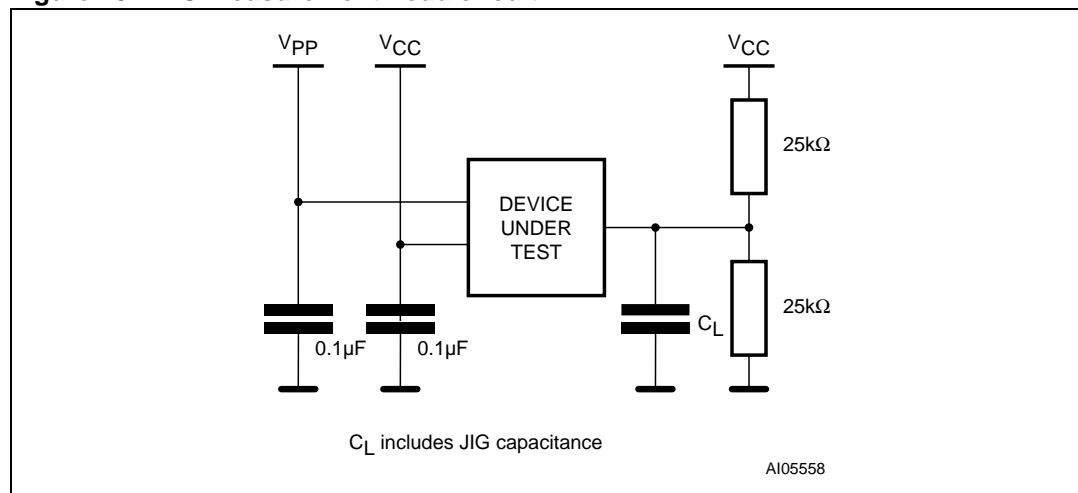 VPP
VCC
VCC
25kΩ
DEVICE
UNDER
TEST
CL
25kΩ
0.1µF
0.1µF
CL includes JIG capacitance
AI05558